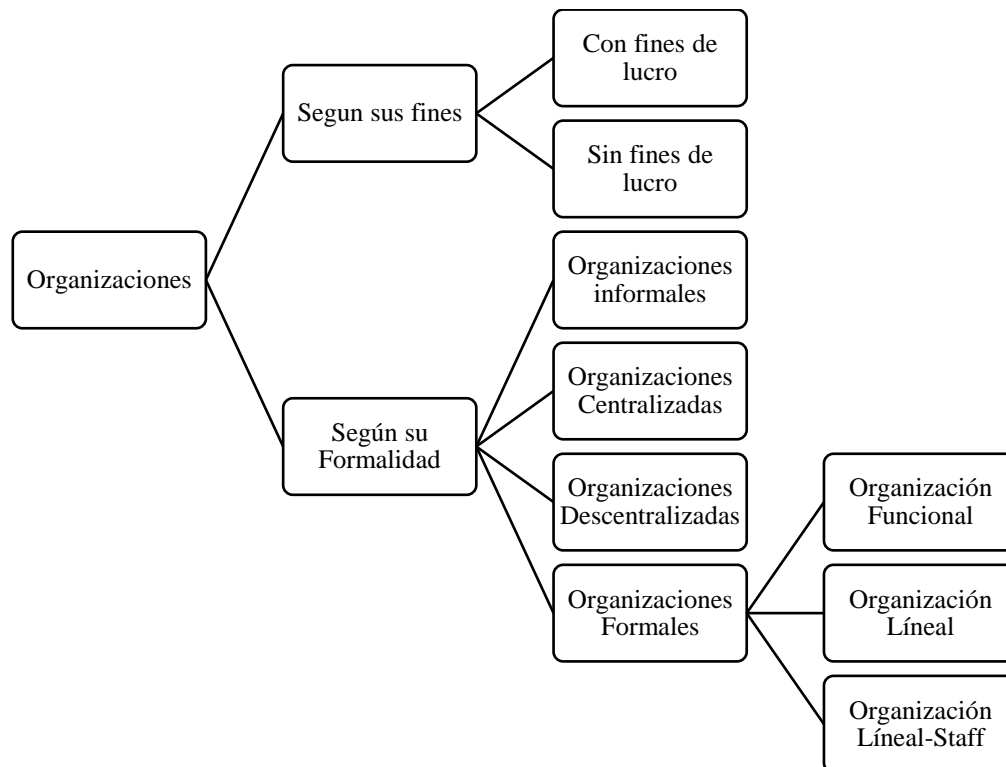 Con fines de
lucro
Segun sus fines
Sin fines de
lucro
Organizaciones
Organizaciones
informales
Organizaciones
Centralizadas
Según su
Formalidad
Organizaciones
Descentralizadas
Organización
Funcional
Organizaciones
Formales
Organización
Líneal
Organización
Líneal-Staff